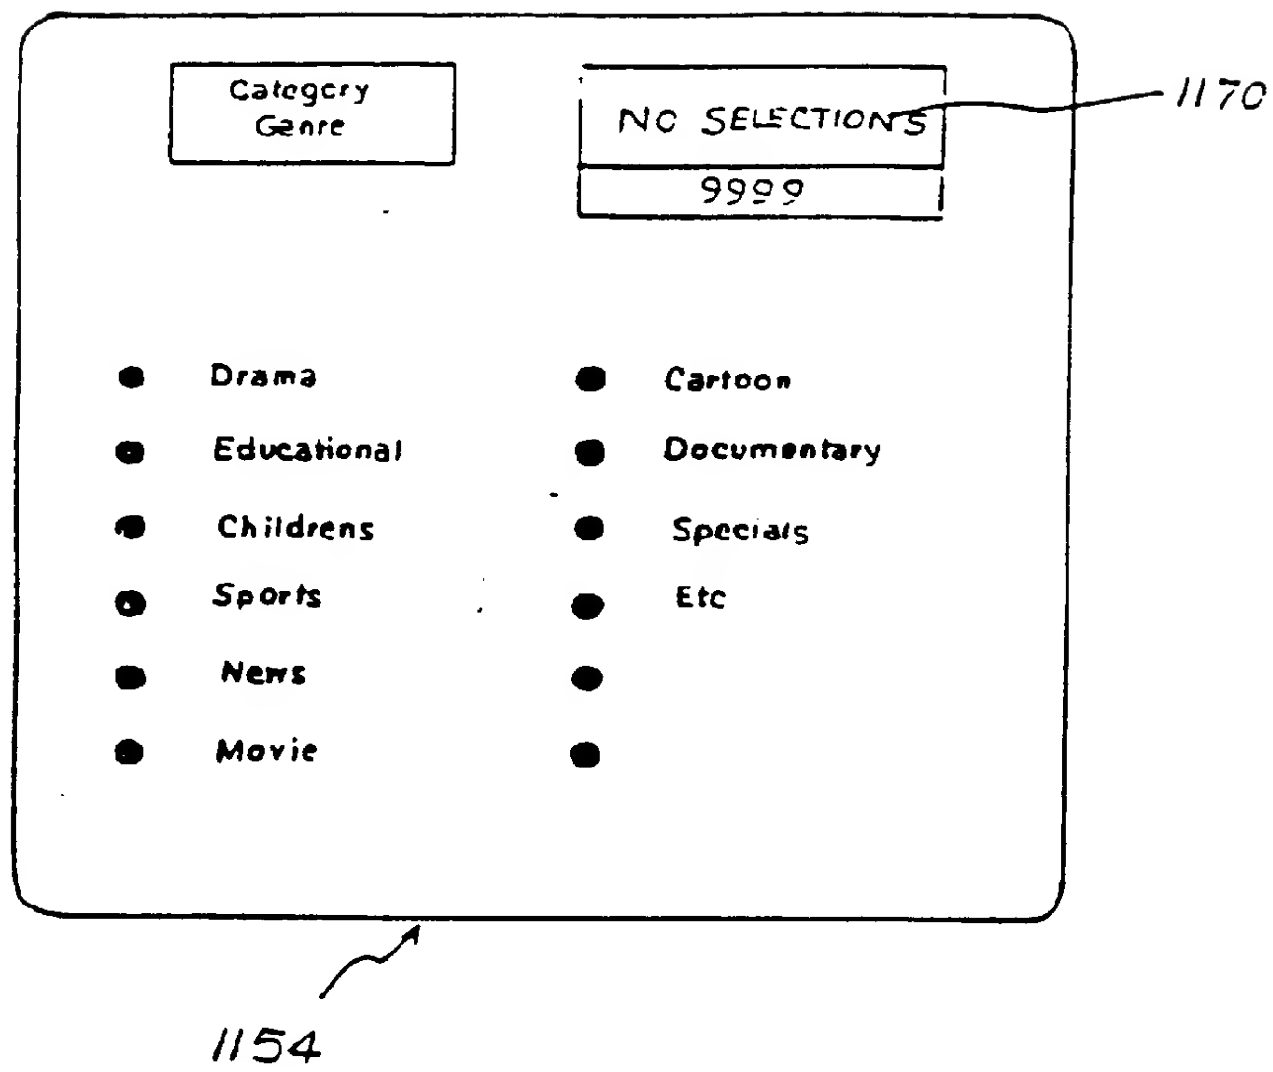 Category
Genre
NO SELECTIONS
9999
1170
Drama
Educational
Childrens
Sports
News
Movie
Cartoon
Documentary
Specials
Etc
1154